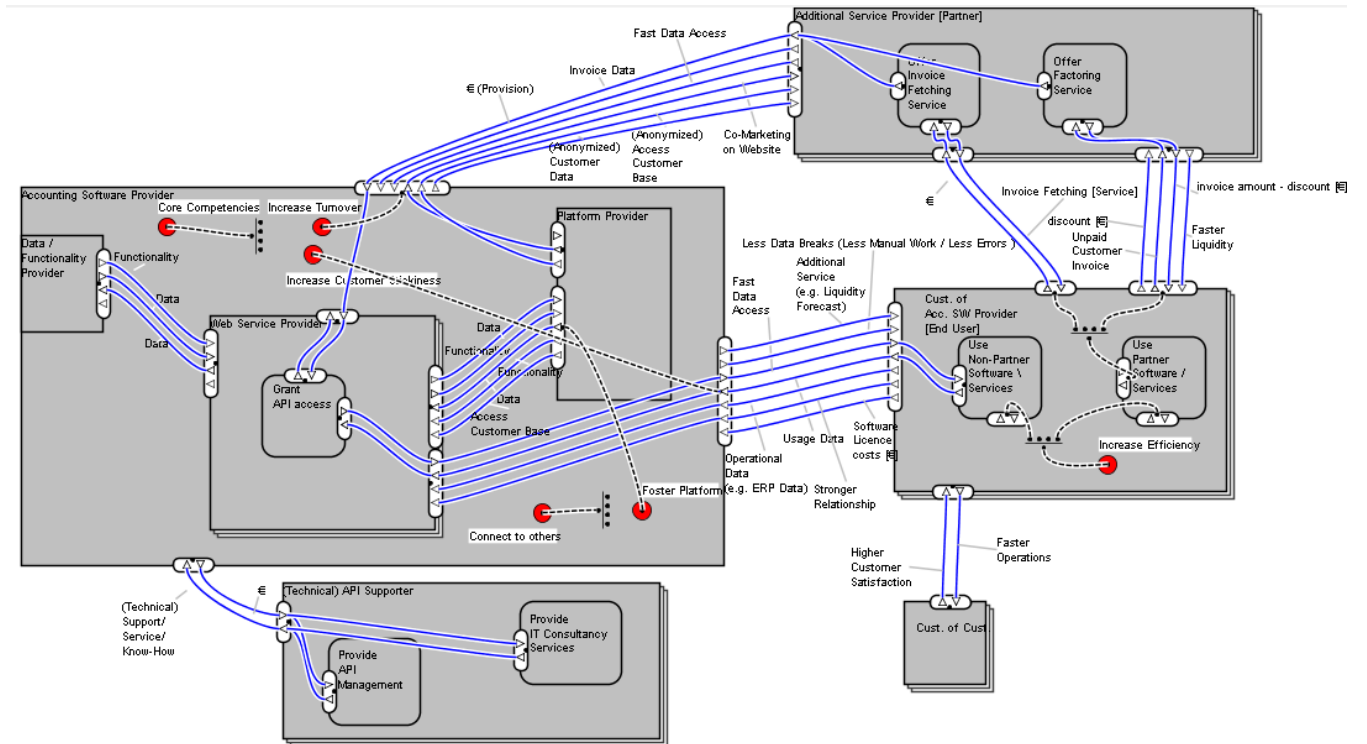 Additional Service Provider [Partner]
Fast Data Access
Invoice Data
€ (Provision)
Offer
Invoice
Fetching
Service
Offer
Factoring
Service
Co-Marketing
on Website
(Anonymized)
Customer
Data
(Anonymized)
Access
Customer
Base
€
Invoice Fetching [Service]
invoice amount - discount [€]
discount [€]
Unpaid
Customer
Invoice
Faster
Liquidity
Accounting Software Provider
Core Competencies
Increase Turnover
Increase Customer Stickiness
Platform Provider
Data /
Functionality
Provider
Functionality
Data
Data
Web Service Provider
Grant
API access
Data
Functionality
Functionality
Data
Access
Customer Base
Less Data Breaks (Less Manual Work / Less Errors )
Fast
Data
Access
Additional
Service
(e.g. Liquidity
Forecast)
Cust. of
Acc. SW Provider
[End User]
Use
Non-Partner
Software \
Services
Use
Partner
Software /
Services
Increase Efficiency
Operational
Data
(e.g. ERP Data)
Usage Data
Stronger
Relationship
Software
Licence
costs [€]
Foster Platform
Connect to others
Higher
Customer
Satisfaction
Faster
Operations
Cust. of Cust.
(Technical)
Support/
Service/
Know-How
€
(Technical) API Supporter
Provide
IT Consultancy
Services
Provide
API
Management